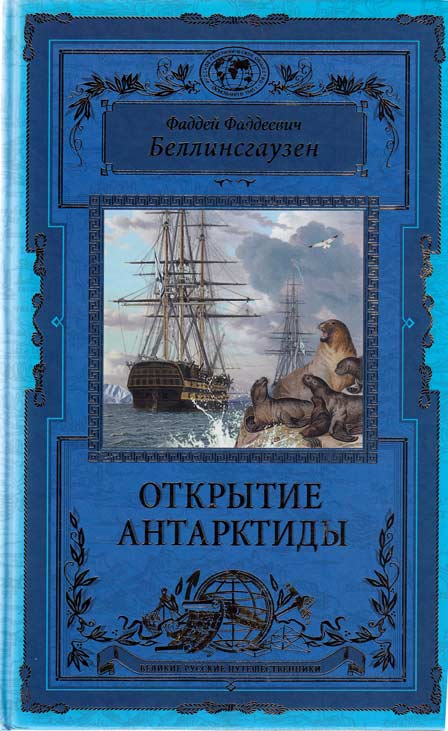 Фаддей Фаддеевич
Беллинсгаузен
ОТКРЫТИЕ
АНТАРКТИДЫ
ВЕЛИКИЕ РУССКИЕ ПУТЕШЕСТВЕННИКИ